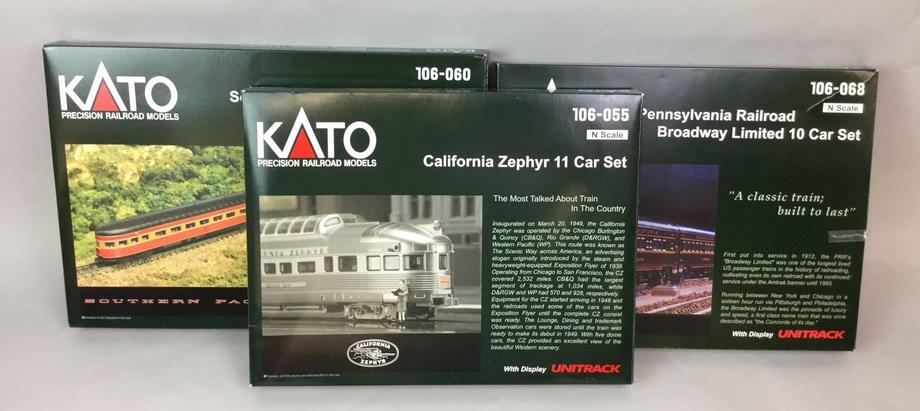 106-060
KATO
PRECISION RAILROAD MODELS
SOUTHERN PAC
106-055
N Scale
KATO
PRECISION RAILROAD MODELS
California Zephyr 11 Car Set
The Most Talked About Train
In The Country
Inaugurated on March 20, 1949, the California
Zephyr was operated by the Chicago Burlington
& Quincy (CB&Q), Rio Grande (D&RGW), and
Western Pacific (WP). This route was known as
The Scenic Way across America, an advertising
slogan originally introduced by the steam and
heavyweight-equipped Exposition Flyer of 1939.
Operating from Chicago to San Francisco, the CZ
covered 2,532 miles. CB&Q had the largest
segment of trackage at 1,034 miles, while
D&RGW and WP had 570 and 928, respectively.
Equipment for the CZ started arriving in 1948 and
the railroads used some of the cars on the
Exposition Flyer until the complete CZ consist
was ready. The Lounge, Dining and trademark
Observation cars were stored until the train was
ready to make its debut in 1949. With five dome
cars, the CZ provided an excellent view of the
beautiful Western scenery.
CALIFORNIA
ZEPHYR
With Display UNITRACK
106-068
N Scale
Pennsylvania Railroad
Broadway Limited 10 Car Set
"A classic train;
built to last"
First put into service in 1912, the PRR's
"Broadway Limited" was one of the longest lived
US passenger trains in the history of railroading,
outlasting even its own railroad with its continued
service under the Amtrak banner until 1995.
Running between New York and Chicago in a
sixteen hour run via Pittsburgh and Philadelphia,
the Broadway Limited was the pinnacle of luxury
and speed, a first class name train that was once
described as "the Concorde of its day."
With Display UNITRACK